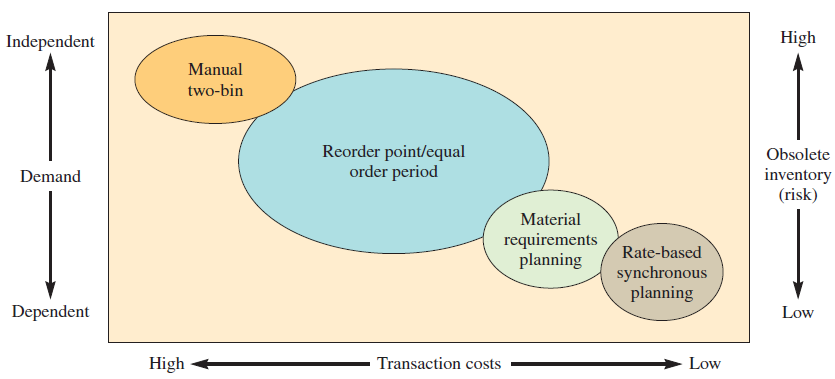 Independent
Demand
Dependent
Manual
two-bin
Reorder point/equal
order period
Material
requirements
planning
Rate-based
synchronous
planning
High
Obsolete
inventory
(risk)
Low
High
Transaction costs
Low